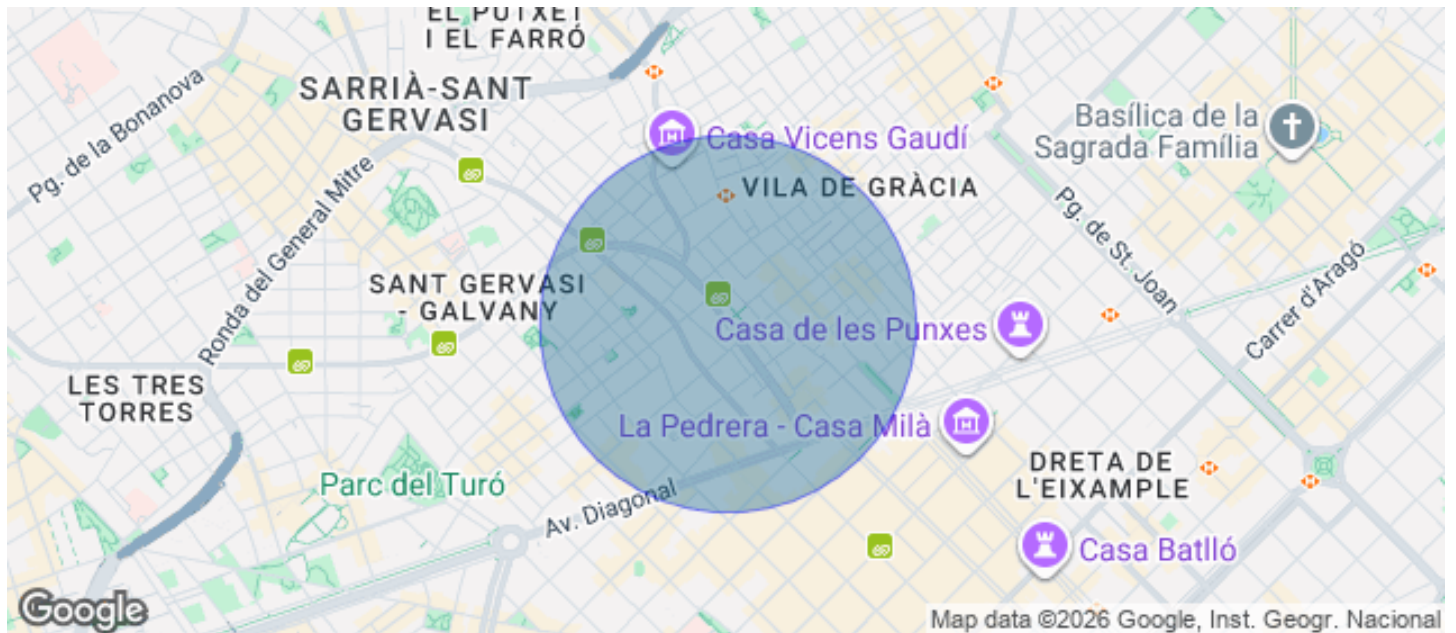 EL PUTXET
I EL FARRÓ
SARRIÀ-SANT
GERVASI
Pg. de la Bonanova
Casa Vicens Gaudí
Basílica de la
Sagrada Família
VILA DE GRÀCIA
Ronda del General Mitre
Pg. de St. Joan
SANT GERVASI
- GALVANY
Carrer d'Aragó
Casa de les Punxes
LES TRES
TORRES
La Pedrera - Casa Milà
DRETA DE
L'EIXAMPLE
Parc del Turó
Av. Diagonal
Casa Batlló
Google
Map data ©2026 Google, Inst. Geogr. Nacional